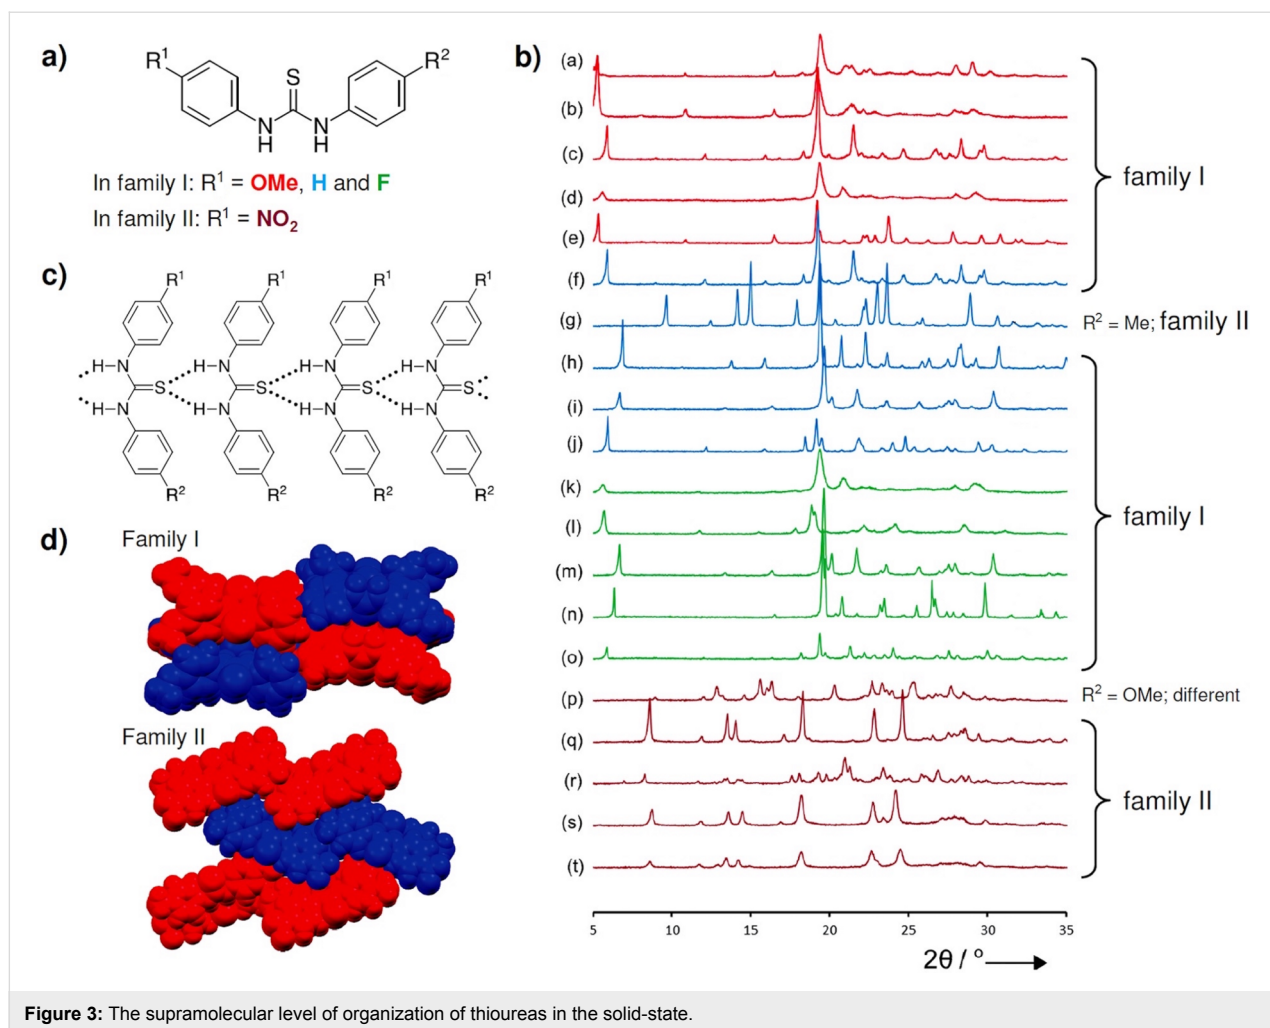 a)
R¹
R²
S
N
H
N
H
In family I: R¹ = OMe, H and F
In family II: R¹ = NO₂
b)
(a)
(b)
(c)
(d)
(e)
(f)
(g)
(h)
(i)
(j)
(k)
(l)
(m)
(n)
(o)
(p)
(q)
(r)
(s)
(t)
family I
R² = Me; family II
family I
R² = OMe; different
family II
5
10
15
20
25
30
35
2θ / º
c)
R¹ R¹ R¹ R¹
H-N H-N H-N H-N
S S S S
H-N H-N H-N H-N
R² R² R² R²
d)
Family I
Family II
Figure 3: The supramolecular level of organization of thioureas in the solid-state.